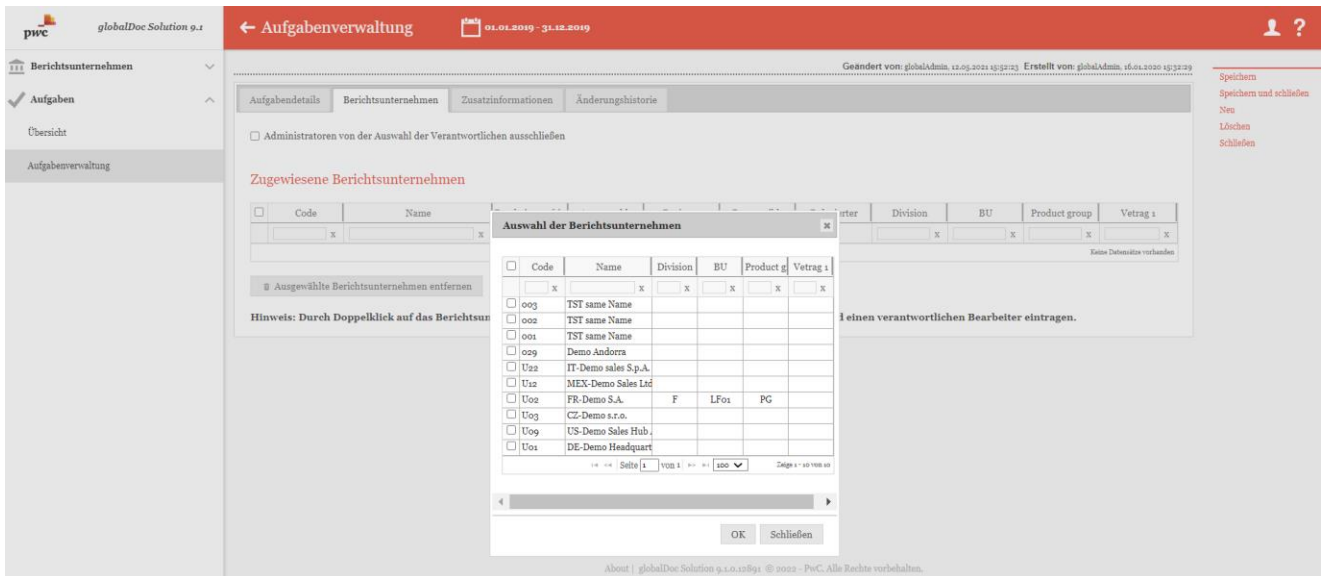 pwc
globalDoc Solution 9.1
← Aufgabenverwaltung
01.01.2019 - 31.12.2019
?
Berichtsunternehmen
Aufgaben
Übersicht
Aufgabenverwaltung
Geändert von: globalAdmin, 12.05.2021 15:52:23 Erstellt von: globalAdmin, 16.01.2020 15:32:29
Speichern
Speichern und schließen
Neu
Löschen
Schließen
Aufgabendetails Berichtsunternehmen Zusatzinformationen Änderungshistorie
Administratoren von der Auswahl der Verantwortlichen ausschließen
Zugewiesene Berichtsunternehmen
Code Name Division BU Product group Vetrag 1
x x x x x x
Keine Datensätze vorhanden
Ausgewählte Berichtsunternehmen entfernen
Hinweis: Durch Doppelklick auf das Berichtsun
einen verantwortlichen Bearbeiter eintragen.
Auswahl der Berichtsunternehmen x
Code Name Division BU Product g Vetrag 1
x x x x x x
003 TST same Name
002 TST same Name
001 TST same Name
029 Demo Andorra
U22 IT-Demo sales S.p.A.
U12 MEX-Demo Sales Ltd
U02 FR-Demo S.A. F LF01 PG
U03 CZ-Demo s.r.o.
U09 US-Demo Sales Hub
U01 DE-Demo Headquart
Seite 1 von 1 100 Zeige 1 - 10 von 10
OK Schließen
About | globalDoc Solution 9.1.0.12891 © 2022 - PwC. Alle Rechte vorbehalten.